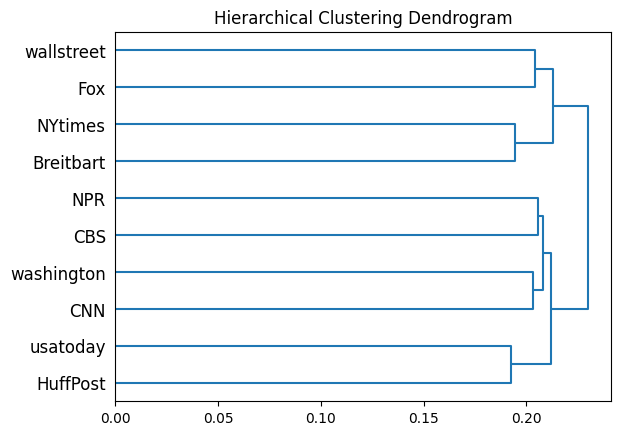 Hierarchical Clustering Dendrogram
wallstreet
Fox
NYtimes
Breitbart
NPR
CBS
washington
CNN
usatoday
HuffPost
0.00 0.05 0.10 0.15 0.20